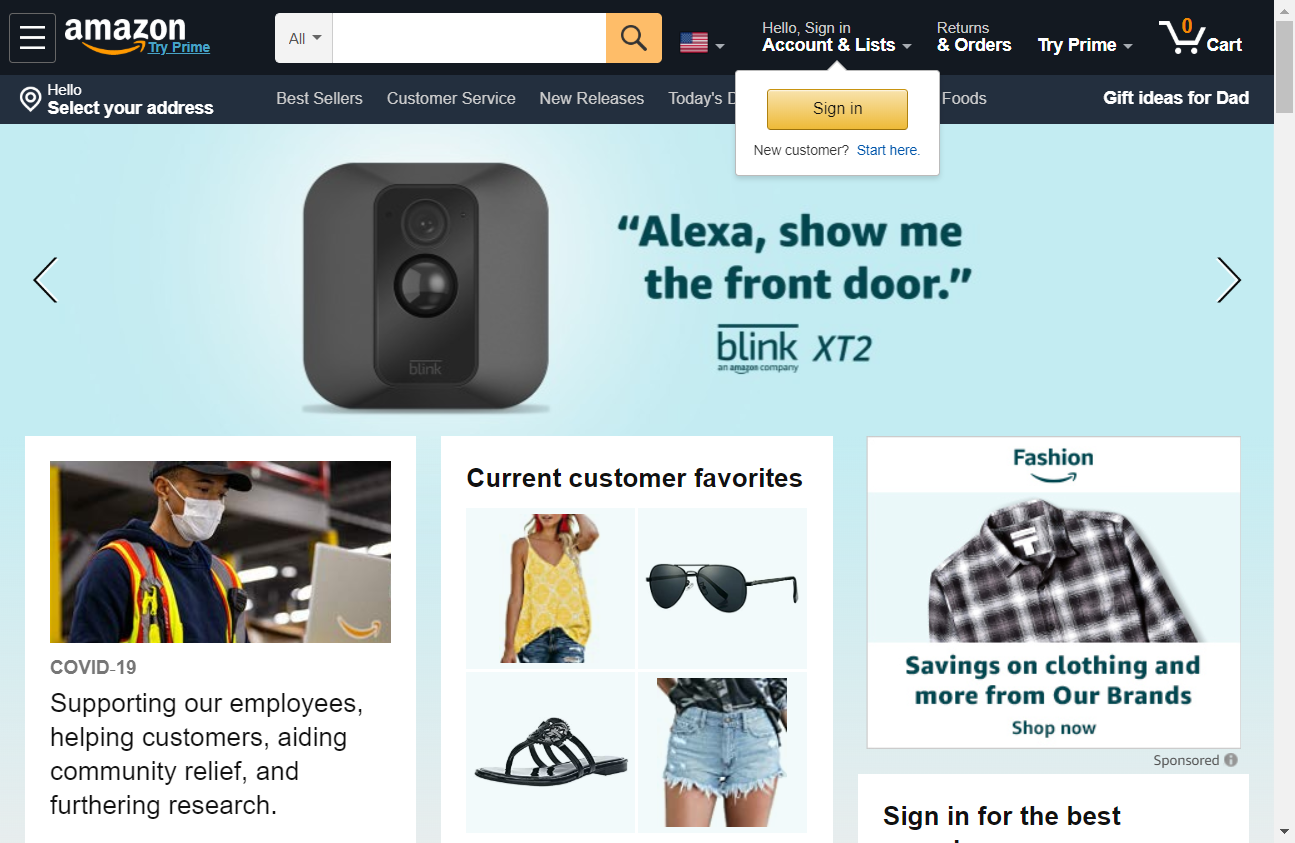 amazon
Try Prime
All
Hello, Sign in
Account & Lists
Returns
& Orders
Try Prime
0
Cart
Hello
Select your address
Best Sellers
Customer Service
New Releases
Today's
Foods
Gift ideas for Dad
Sign in
New customer? Start here.
“Alexa, show me
the front door.”
blink XT2
an amazon company
blink
COVID-19
Supporting our employees,
helping customers, aiding
community relief, and
furthering research.
Current customer favorites
Fashion
Savings on clothing and
more from Our Brands
Shop now
Sponsored
Sign in for the best